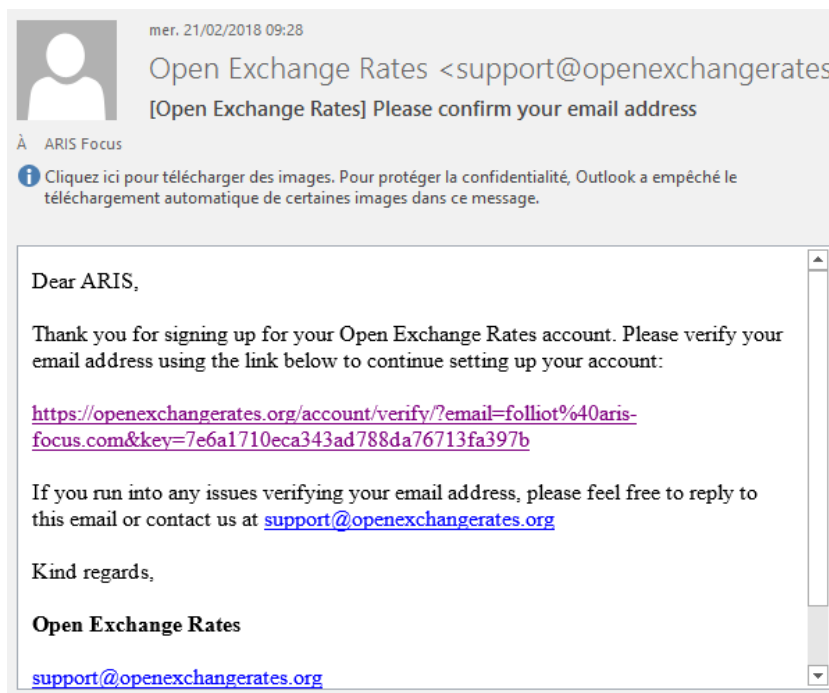 mer. 21/02/2018 09:28
Open Exchange Rates <support@openexchangerates
[Open Exchange Rates] Please confirm your email address
À ARIS Focus
Cliquez ici pour télécharger des images. Pour protéger la confidentialité, Outlook a empêché le
téléchargement automatique de certaines images dans ce message.
Dear ARIS,
Thank you for signing up for your Open Exchange Rates account. Please verify your
email address using the link below to continue setting up your account:
https://openexchangerates.org/account/verify/?email=folliot%40aris-
focus.com&key=7e6a1710eca343ad788da76713fa397b
If you run into any issues verifying your email address, please feel free to reply to
this email or contact us at support@openexchangerates.org
Kind regards,
Open Exchange Rates
support@openexchangerates.org